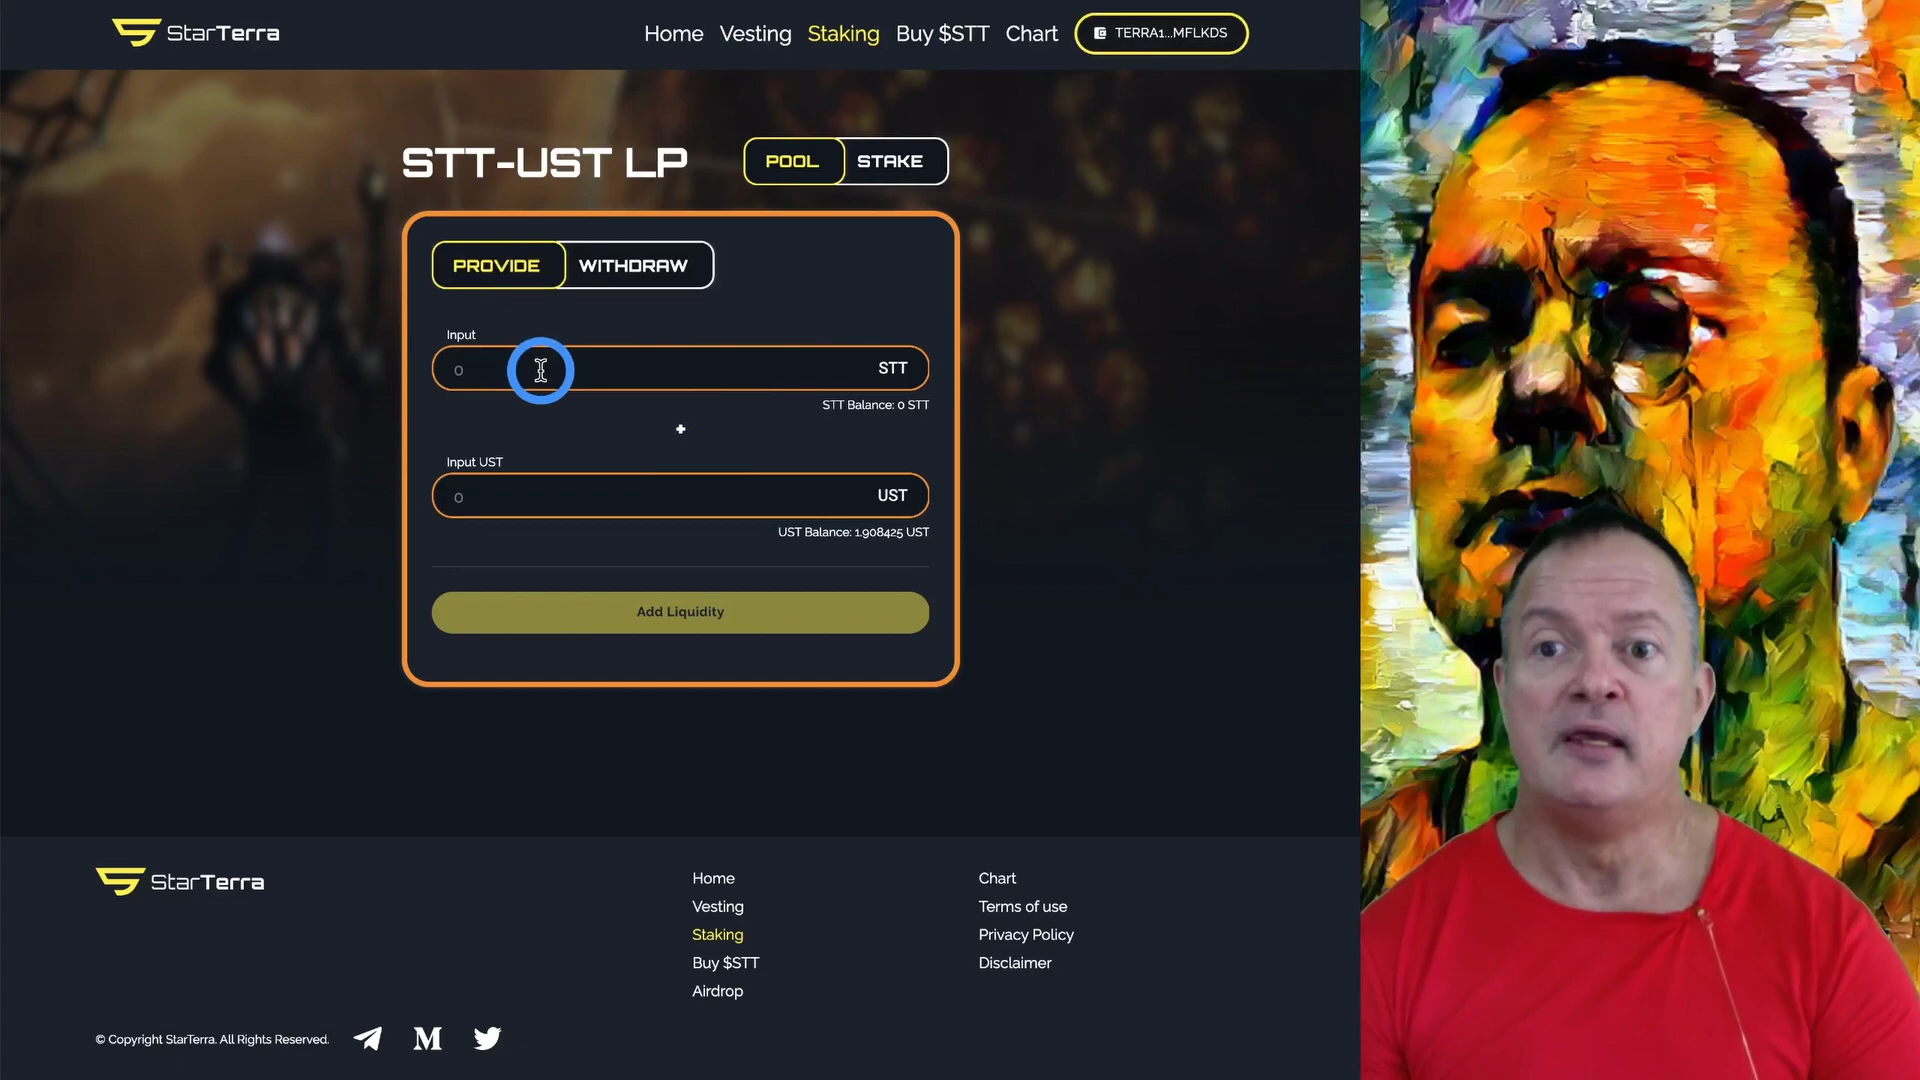 StarTerra
Home Vesting Staking Buy $STT Chart TERRA1...MFLKDS
STT-UST LP
POOL STAKE
PROVIDE WITHDRAW
Input
0 STT
STT Balance: 0 STT
+
Input UST
0 UST
UST Balance: 1.908425 UST
Add Liquidity
StarTerra
Home
Vesting
Staking
Buy $STT
Airdrop
Chart
Terms of use
Privacy Policy
Disclaimer
© Copyright StarTerra. All Rights Reserved.